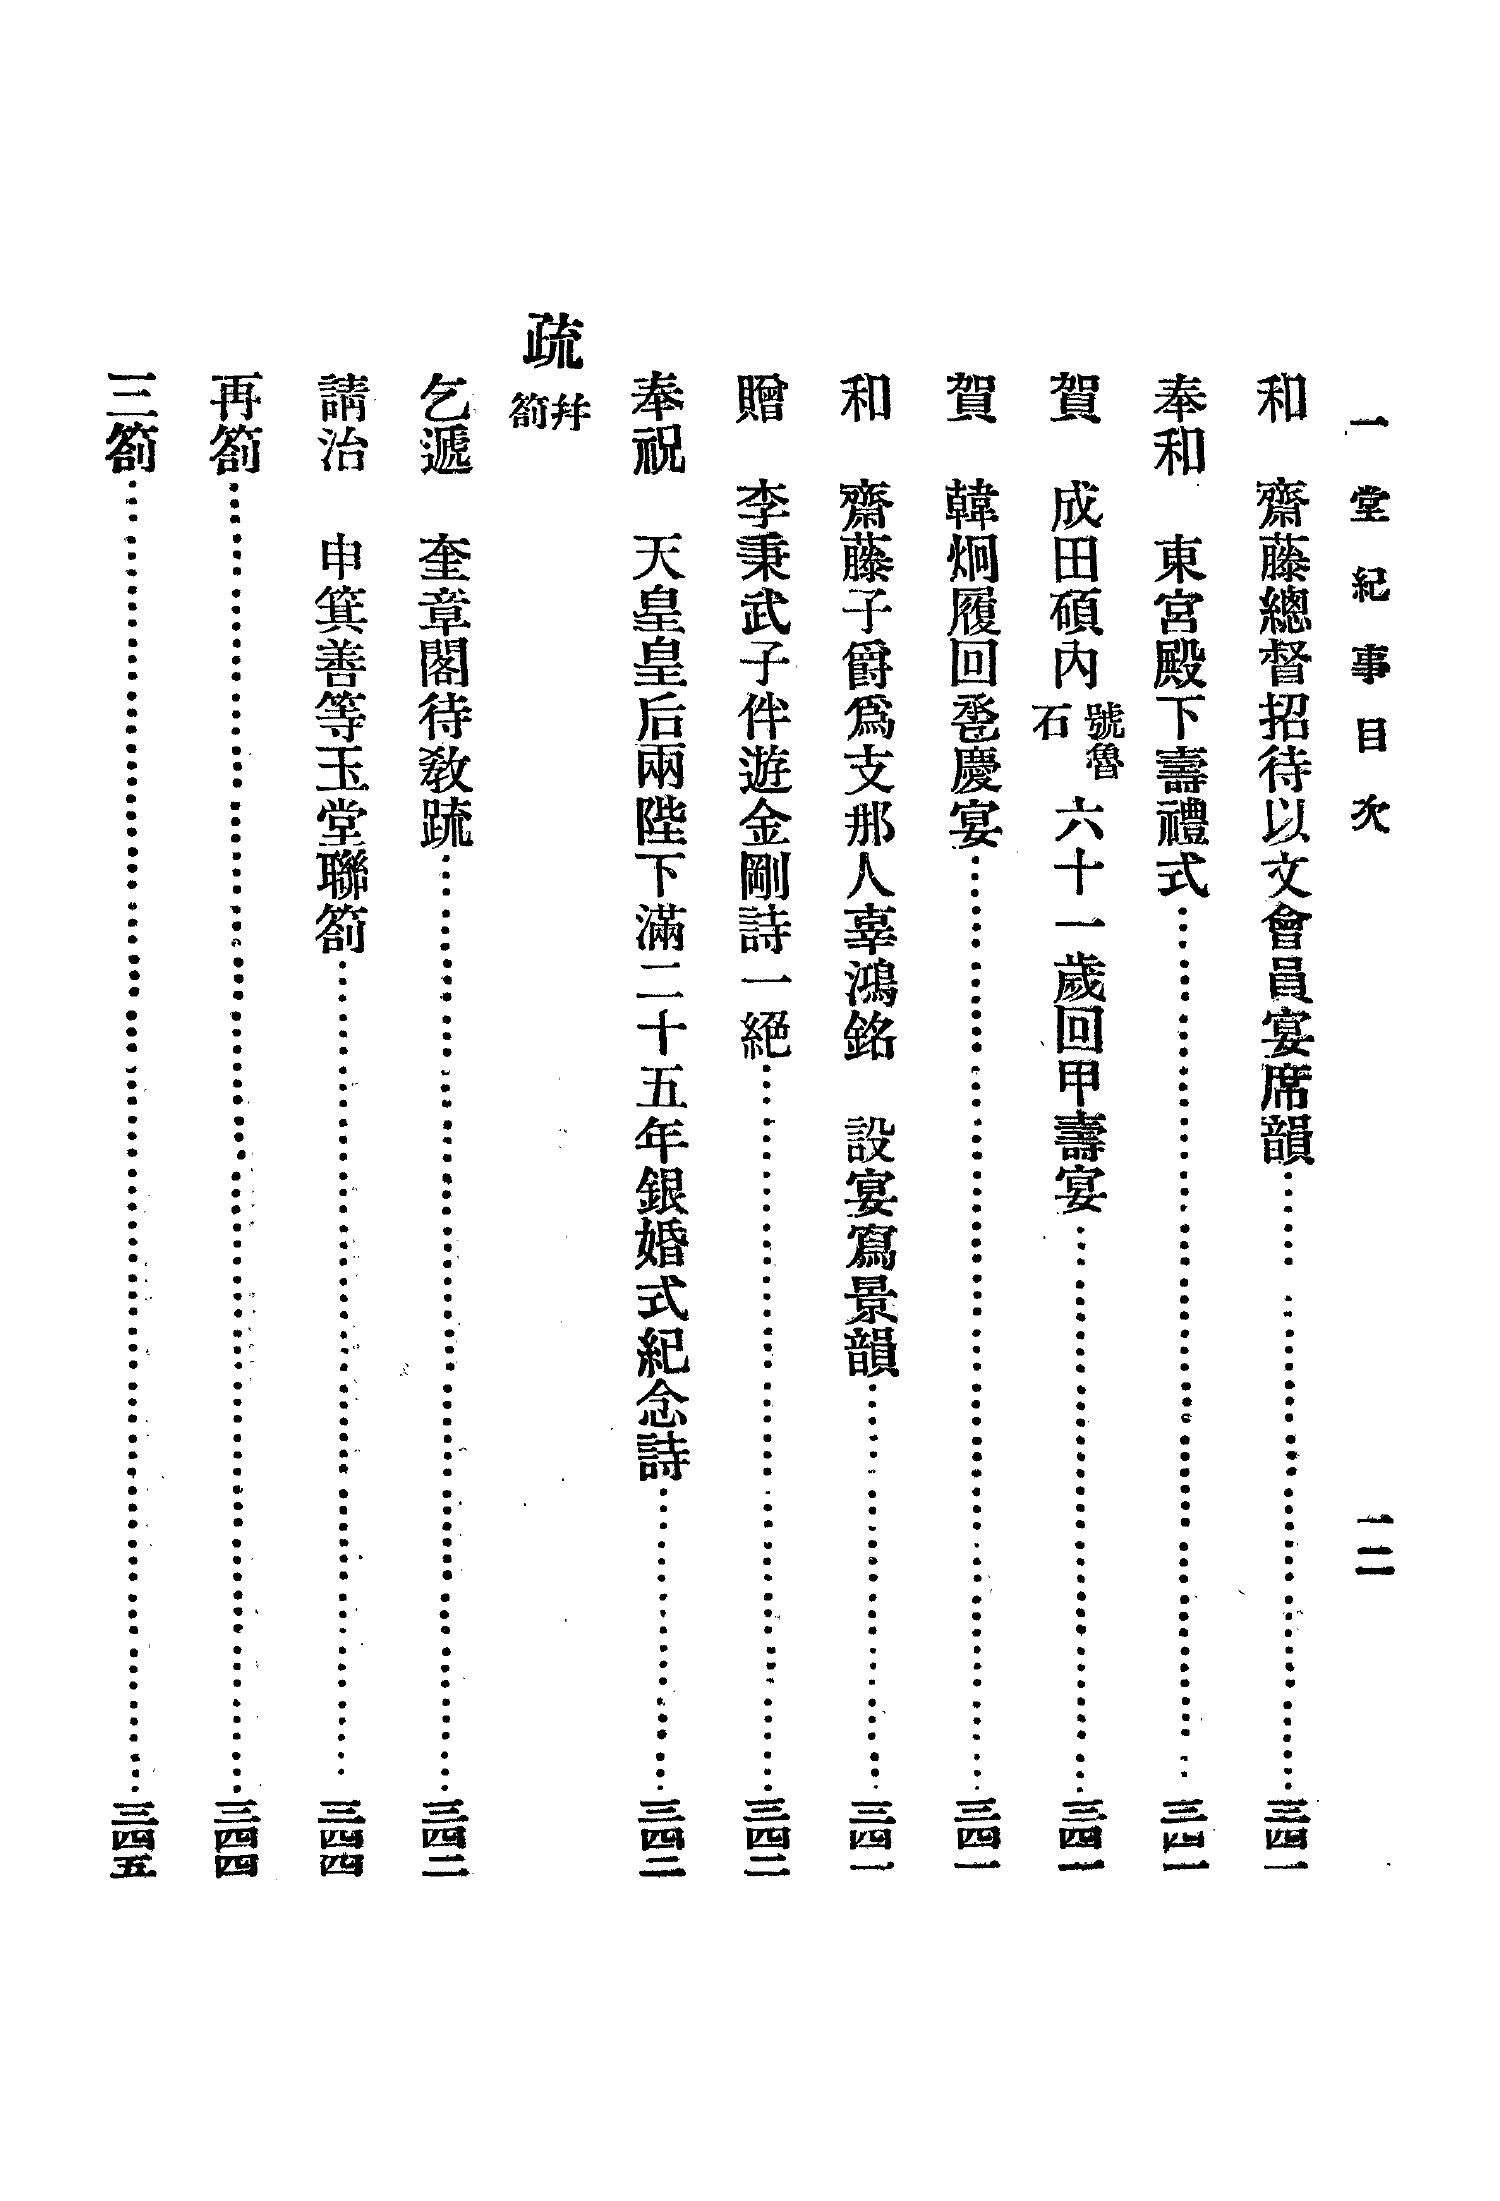 一堂紀事目次
一二
和　齋藤總督招待以文會員宴席韻……三四一
奉和　東宮殿下壽禮式……三四一
賀　成田碩內號魯石六十一歲回甲壽宴……三四一
賀　韓烱履回巹慶宴……三四一
和　齋藤子爵爲支那人辜鴻銘　設宴寫景韻……三四一
贈　李秉武子伴遊金剛詩一絕……三四二
奉祝　天皇皇后兩陛下滿二十五年銀婚式紀念詩……三四二
疏幷箚
乞遞　奎章閣待敎疏……三四二
請治　申箕善等玉堂聯箚……三四四
再箚……三四四
三箚……三四五